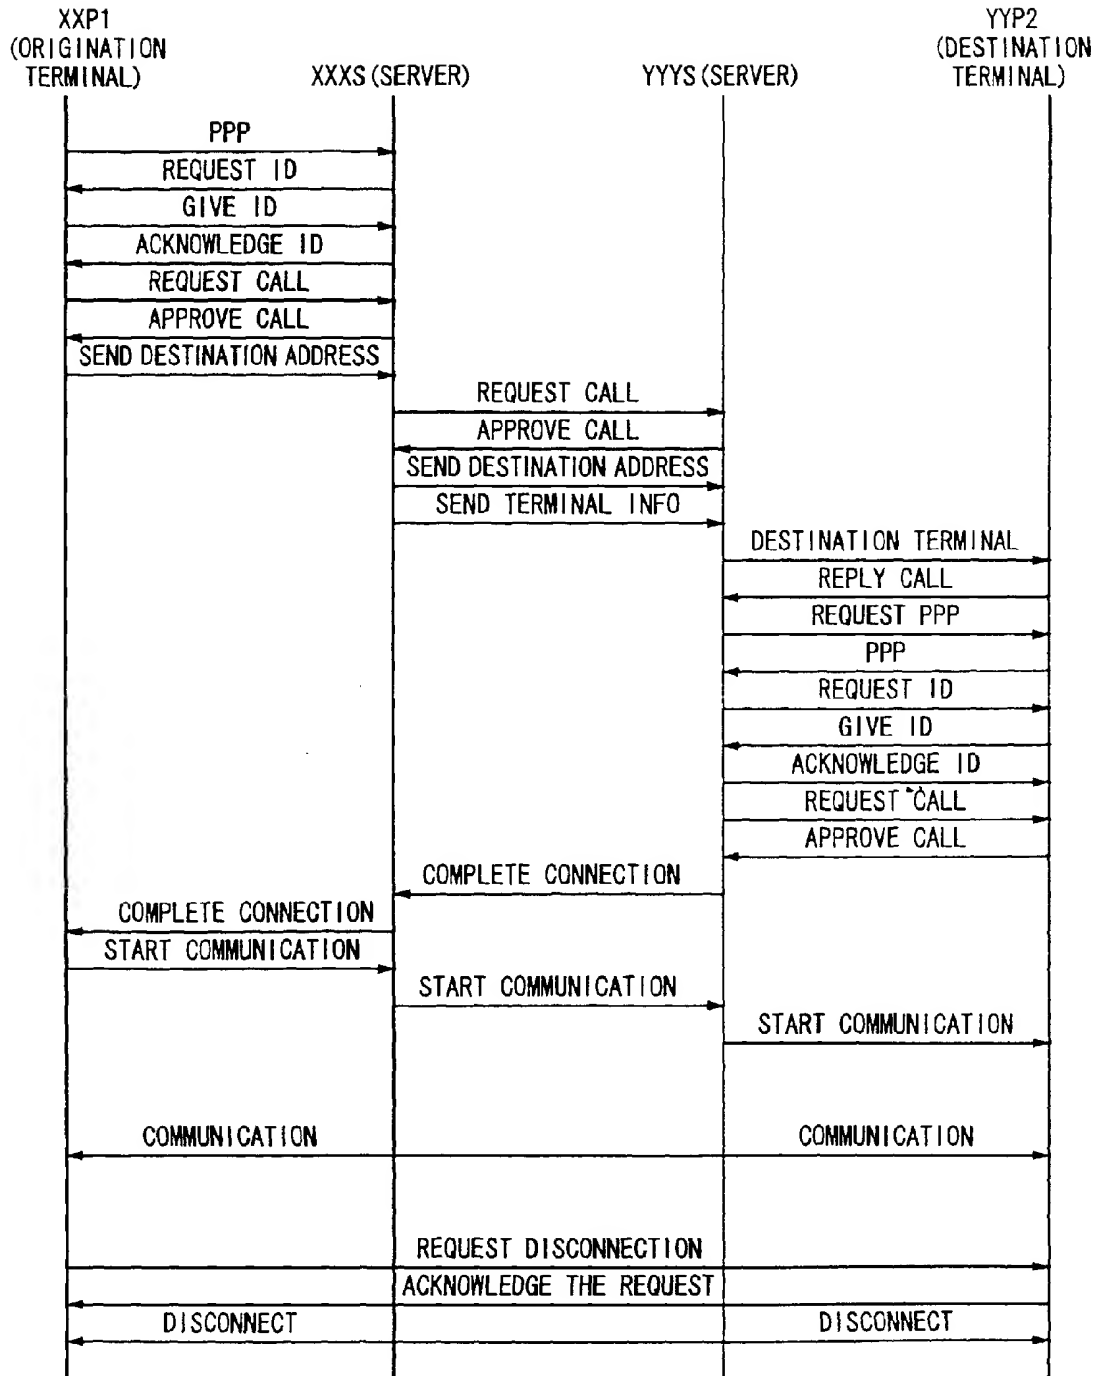 XXP1
(ORIGINATION
TERMINAL)
XXXS (SERVER)
YYYS (SERVER)
YYP2
(DESTINATION
TERMINAL)
PPP
REQUEST ID
GIVE ID
ACKNOWLEDGE ID
REQUEST CALL
APPROVE CALL
SEND DESTINATION ADDRESS
REQUEST CALL
APPROVE CALL
SEND DESTINATION ADDRESS
SEND TERMINAL INFO
DESTINATION TERMINAL
REPLY CALL
REQUEST PPP
PPP
REQUEST ID
GIVE ID
ACKNOWLEDGE ID
REQUEST CALL
APPROVE CALL
COMPLETE CONNECTION
COMPLETE CONNECTION
START COMMUNICATION
START COMMUNICATION
START COMMUNICATION
COMMUNICATION
COMMUNICATION
REQUEST DISCONNECTION
ACKNOWLEDGE THE REQUEST
DISCONNECT
DISCONNECT